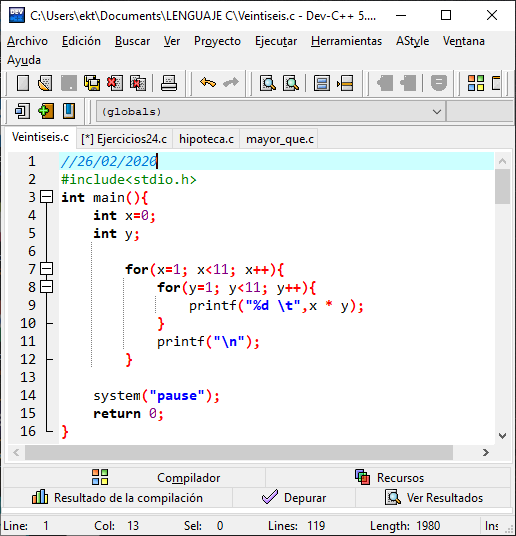 C:\Users\ekt\Documents\LENGUAJE C\Veintiseis.c - Dev-C++ 5....
Archivo Edición Buscar Ver Proyecto Ejecutar Herramientas AStyle Ventana
Ayuda
(globals)
Veintiseis.c [*] Ejercicios24.c hipoteca.c mayor_que.c
1 //26/02/2020
2 #include<stdio.h>
3 int main(){
4 int x=0;
5 int y;
6
7 for(x=1; x<11; x++){
8 for(y=1; y<11; y++){
9 printf("%d \t",x * y);
10 }
11 printf("\n");
12 }
13
14 system("pause");
15 return 0;
16 }
Compilador Recursos
Resultado de la compilación Depurar Ver Resultados
Line: 1 Col: 13 Sel: 0 Lines: 119 Length: 1980 Ins